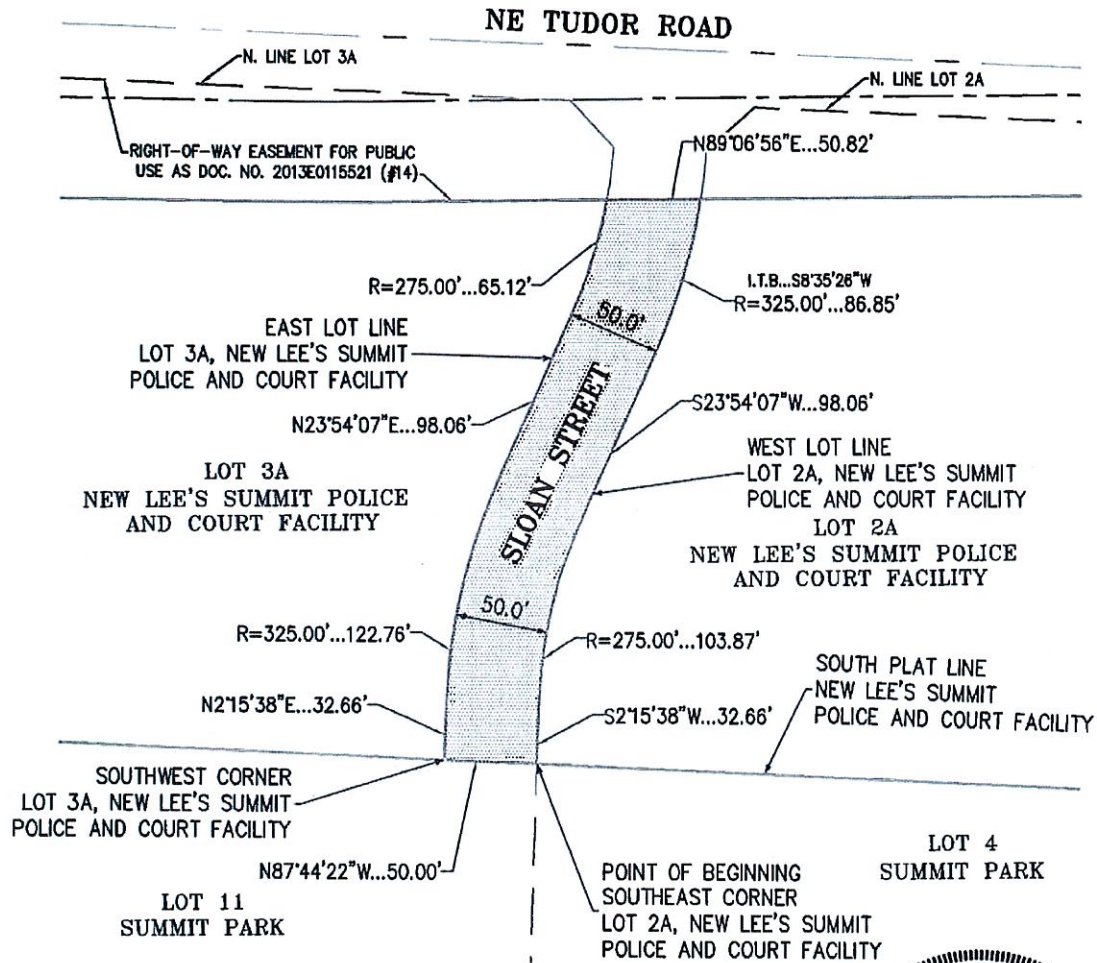 NE TUDOR ROAD
N. LINE LOT 3A
N. LINE LOT 2A
RIGHT-OF-WAY EASEMENT FOR PUBLIC
USE AS DOC. NO. 2013E0115521 (#14)
N89°06'56"E...50.82'
R=275.00'...65.12'
I.T.B...S8°35'26"W
R=325.00'...86.85'
50.0'
EAST LOT LINE
LOT 3A, NEW LEE'S SUMMIT
POLICE AND COURT FACILITY
N23°54'07"E...98.06'
S23°54'07"W...98.06'
SLOAN STREET
WEST LOT LINE
LOT 2A, NEW LEE'S SUMMIT
POLICE AND COURT FACILITY
LOT 3A
NEW LEE'S SUMMIT POLICE
AND COURT FACILITY
LOT 2A
NEW LEE'S SUMMIT POLICE
AND COURT FACILITY
50.0'
R=325.00'...122.76'
R=275.00'...103.87'
SOUTH PLAT LINE
NEW LEE'S SUMMIT
POLICE AND COURT FACILITY
N2°15'38"E...32.66'
S2°15'38"W...32.66'
SOUTHWEST CORNER
LOT 3A, NEW LEE'S SUMMIT
POLICE AND COURT FACILITY
N87°44'22"W...50.00'
LOT 11
SUMMIT PARK
POINT OF BEGINNING
SOUTHEAST CORNER
LOT 2A, NEW LEE'S SUMMIT
POLICE AND COURT FACILITY
LOT 4
SUMMIT PARK